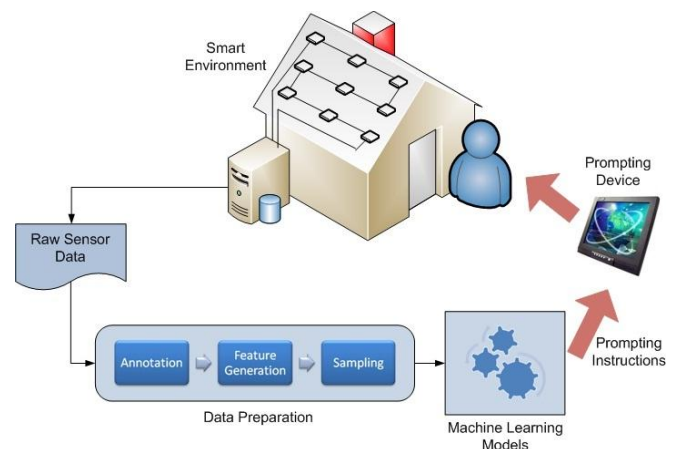 Smart
Environment
Prompting
Device
Raw Sensor
Data
Prompting
Instructions
Annotation
Feature
Generation
Sampling
Data Preparation
Machine Learning
Models